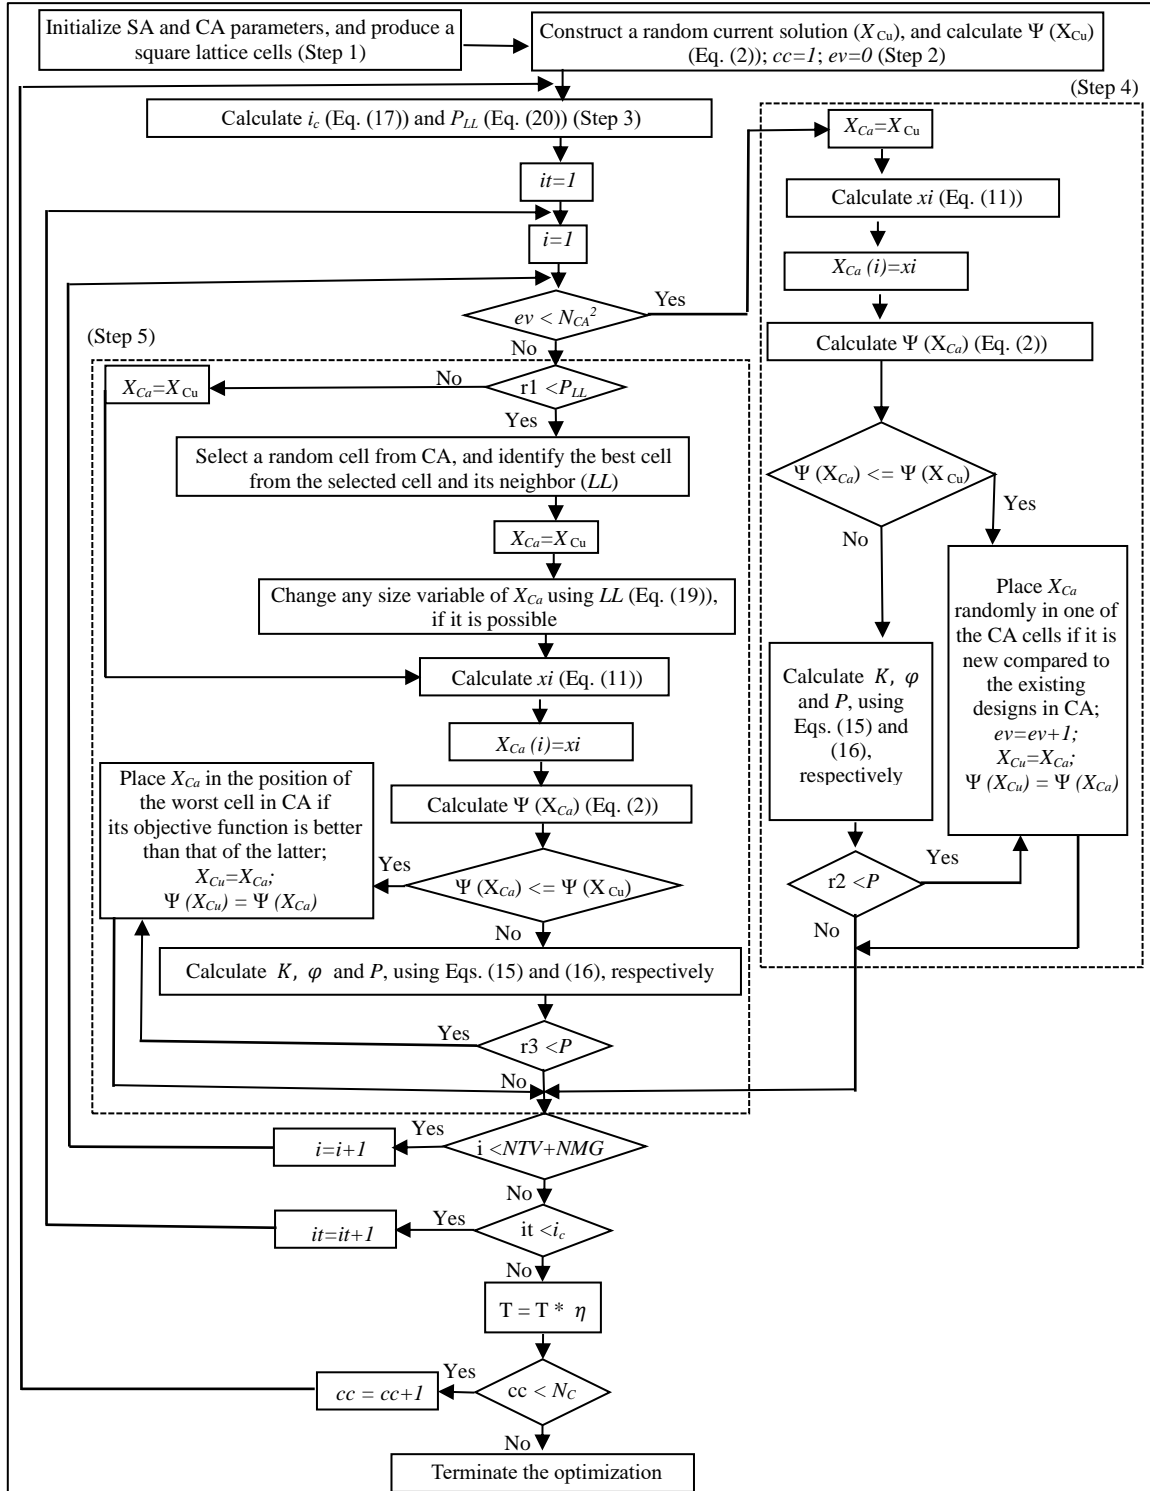 Initialize SA and CA parameters, and produce a
square lattice cells (Step 1)
Construct a random current solution (X Cu), and calculate Ψ (XCu)
(Eq. (2)); cc=1; ev=0 (Step 2)
(Step 4)
Calculate ic (Eq. (17)) and PLL (Eq. (20)) (Step 3)
it=1
i=1
ev < NCA²
Yes
No
XCa=X Cu
Calculate xi (Eq. (11))
XCa (i)=xi
Calculate Ψ (XCa) (Eq. (2))
Ψ (XCa) <= Ψ (X Cu)
Yes
No
Place XCa
randomly in one of
the CA cells if it is
new compared to
the existing
designs in CA;
ev=ev+1;
XCu=XCa;
Ψ (XCu) = Ψ (XCa)
Calculate K, φ
and P, using
Eqs. (15) and
(16),
respectively
r2 <P
Yes
No
(Step 5)
r1 <PLL
No
Yes
XCa=X Cu
Select a random cell from CA, and identify the best cell
from the selected cell and its neighbor (LL)
XCa=X Cu
Change any size variable of XCa using LL (Eq. (19)),
if it is possible
Calculate xi (Eq. (11))
XCa (i)=xi
Calculate Ψ (XCa) (Eq. (2))
Ψ (XCa) <= Ψ (X Cu)
Yes
No
Place XCa in the position of
the worst cell in CA if
its objective function is better
than that of the latter;
XCu=XCa;
Ψ (XCu) = Ψ (XCa)
Calculate K, φ and P, using Eqs. (15) and (16), respectively
r3 <P
Yes
No
i <NTV+NMG
Yes
i=i+1
No
it <ic
Yes
it=it+1
No
T = T * η
cc < NC
Yes
cc = cc+1
No
Terminate the optimization